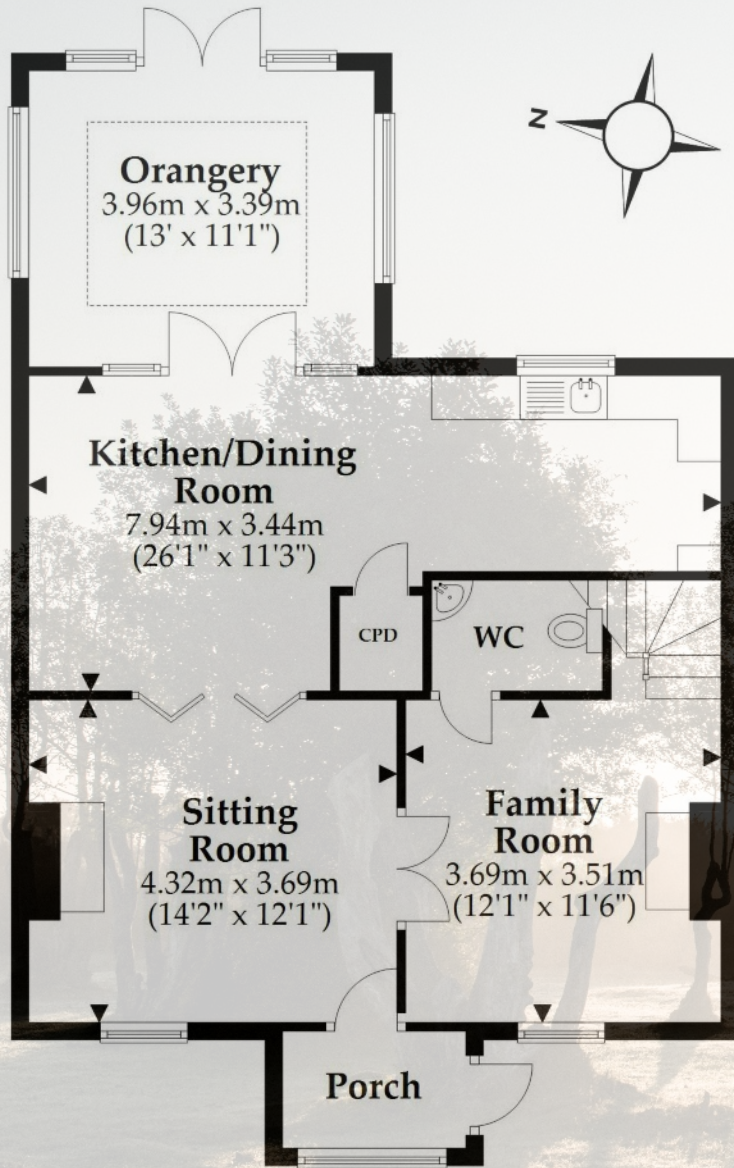 N
Orangery
3.96m x 3.39m
(13' x 11'1")
Kitchen/Dining
Room
7.94m x 3.44m
(26'1" x 11'3")
CPD
WC
Sitting
Room
4.32m x 3.69m
(14'2" x 12'1")
Family
Room
3.69m x 3.51m
(12'1" x 11'6")
Porch